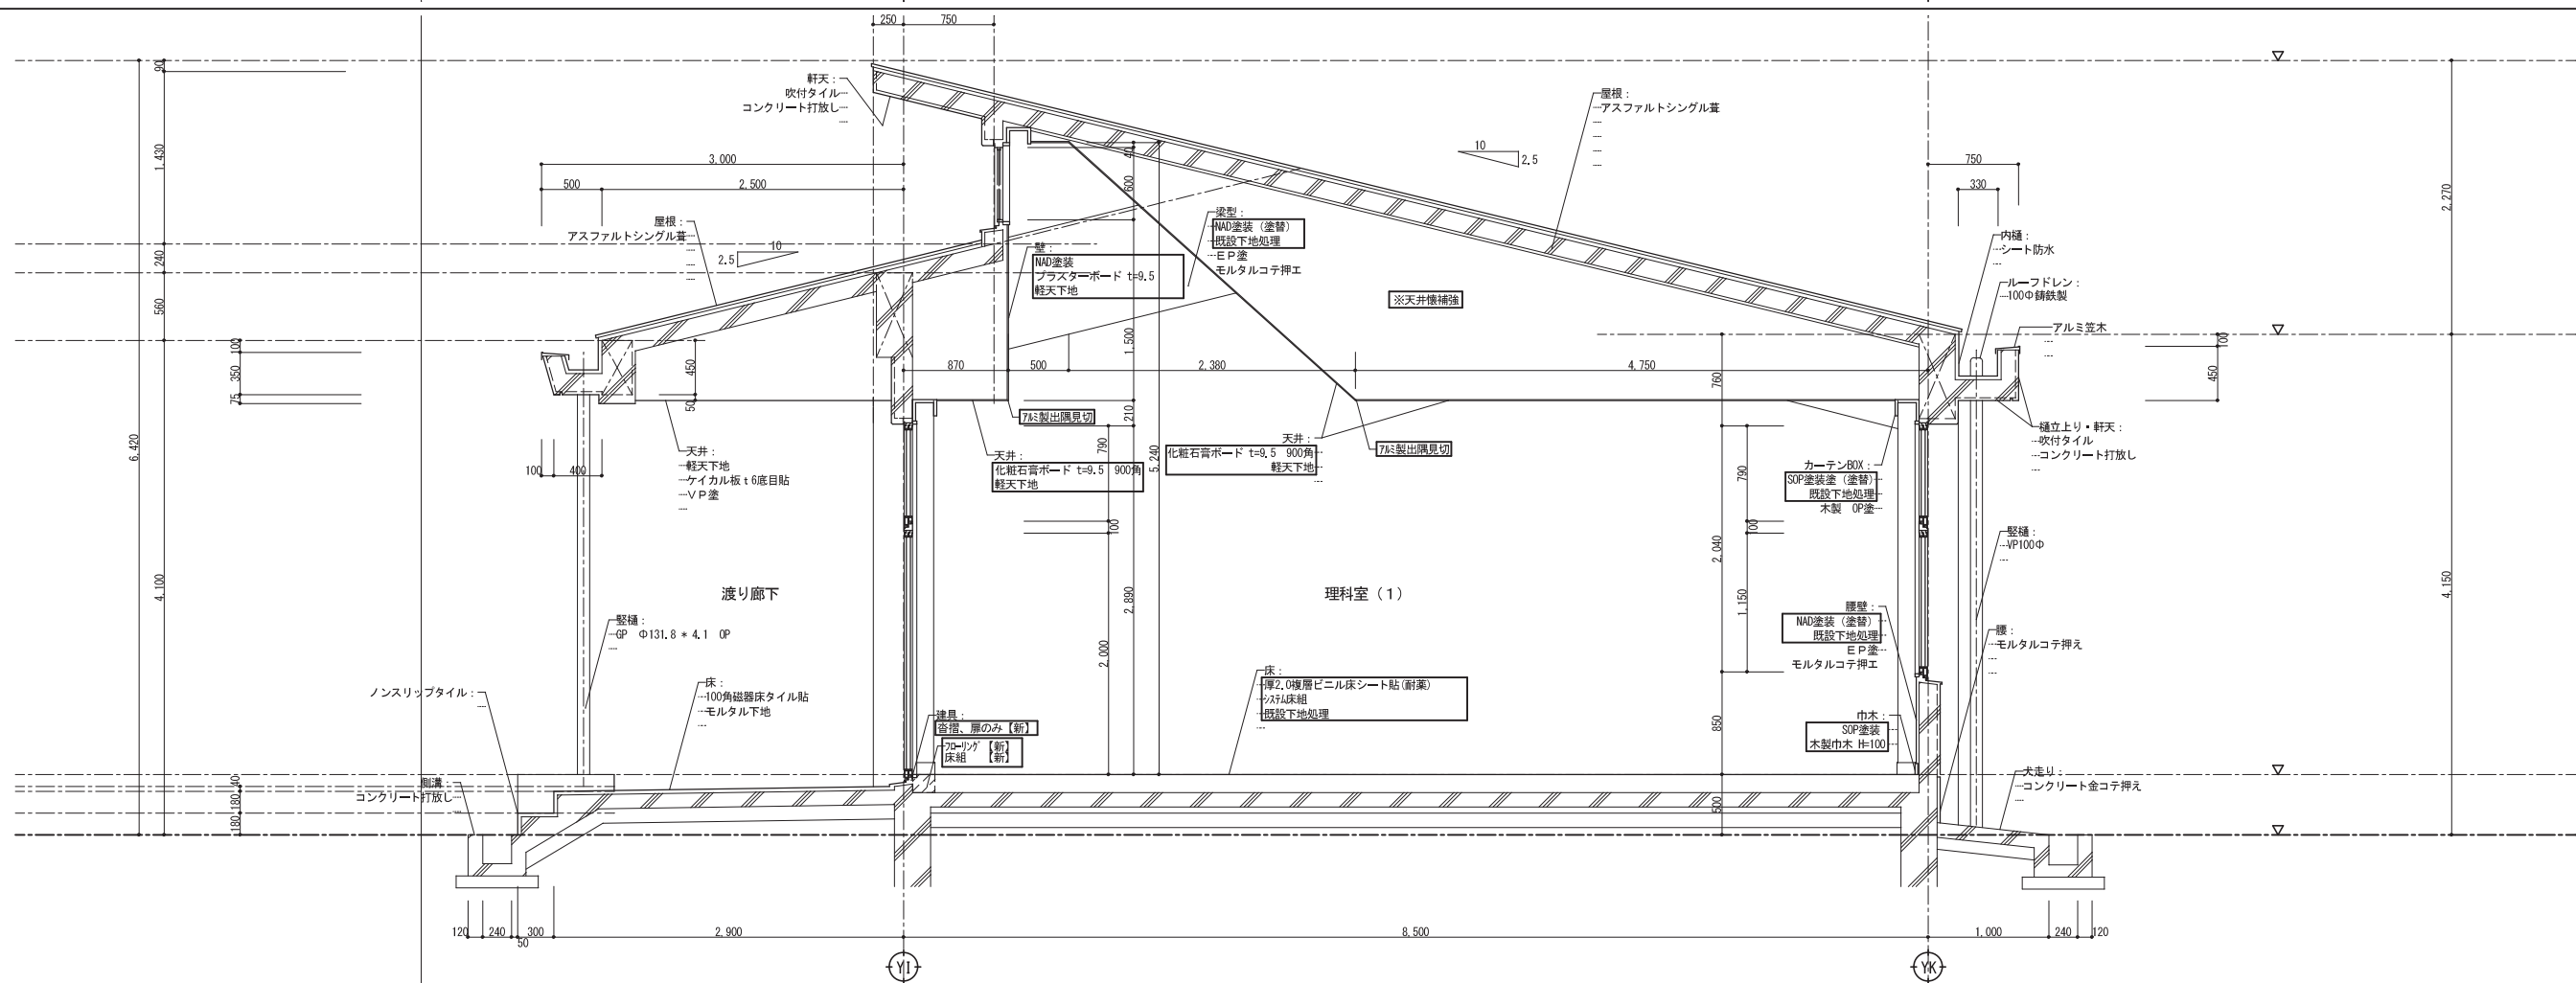 250
750
90
1,430
240
560
4,100
6,420
100
350
75
180
180
40
3,000
500
2,500
軒天：
吹付タイル
コンクリート打放し
屋根：
アスファルトシングル葺
10
2.5
屋根：
アスファルトシングル葺
10
2.5
壁：
NAD塗装
プラスターボード t=9.5
軽天下地
梁型：
NAD塗装（塗替）
既設下地処理
ＥＰ塗
モルタルコテ押エ
※天井懐補強
40
600
1,500
210
5,240
2,890
790
100
2,000
870
500
2,380
4,750
450
50
100
400
天井：
軽天下地
ケイカル板ｔ6底目貼
ＶＰ塗
アルミ製出隅見切
天井：
化粧石膏ボード t=9.5 900角
軽天下地
天井：
化粧石膏ボード t=9.5 900角
軽天下地
アルミ製出隅見切
カーテンBOX：
SOP塗装塗（塗替）
既設下地処理
木製 OP塗
760
2,040
850
500
790
100
1,150
渡り廊下
理科室（1）
竪樋：
GP Φ131.8 * 4.1 OP
ノンスリップタイル：
床：
100角磁器床タイル貼
モルタル下地
側溝：
コンクリート打放し
建具：
沓摺、扉のみ【新】
フローリング【新】
床組【新】
床：
厚2.0複層ビニル床シート貼(耐薬)
システム床組
既設下地処理
腰壁：
NAD塗装（塗替）
既設下地処理
ＥＰ塗
モルタルコテ押エ
巾木：
SOP塗装
木製巾木 H=100
750
330
内樋：
シート防水
ルーフドレン：
100Φ鋳鉄製
アルミ笠木
100
450
2,270
4,150
樋立上り・軒天：
吹付タイル
コンクリート打放し
竪樋：
VP100Φ
腰：
モルタルコテ押え
犬走り：
コンクリート金コテ押え
120
240
50
300
2,900
8,500
1,000
240
120
YI
YK